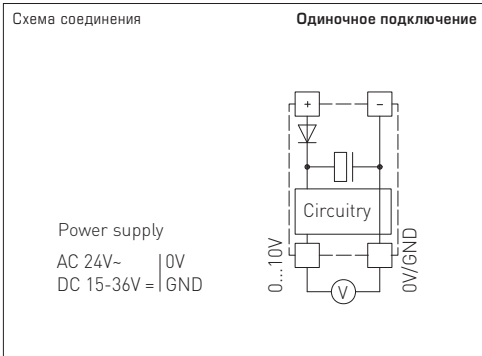 Схема соединения
Одиночное подключение
+ −
Circuitry
Power supply
AC 24V~ 0V
DC 15-36V = GND
0...10V
0V/GND
V